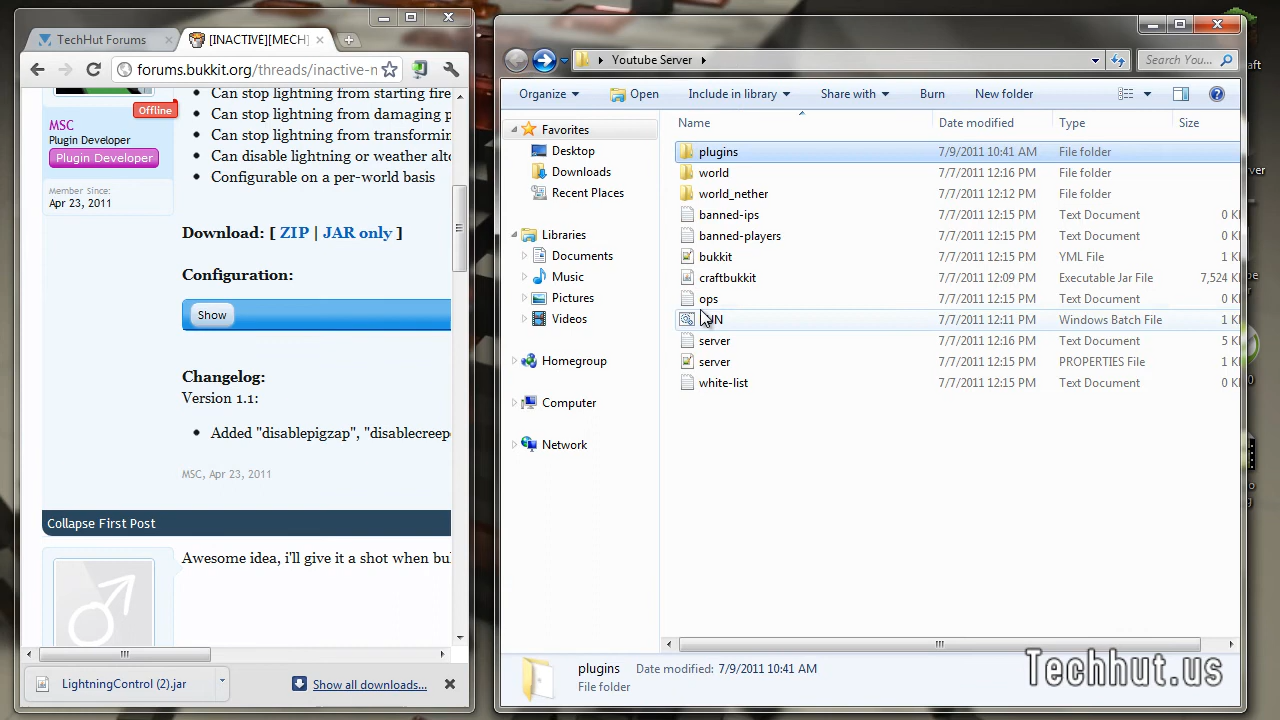 TechHut Forums
[INACTIVE][MECH]
forums.bukkit.org/threads/inactive-n
Offline
MSC
Plugin Developer
Plugin Developer
Member Since:
Apr 23, 2011
Can stop lightning from starting fire
Can stop lightning from damaging p
Can stop lightning from transformin
Can disable lightning or weather alto
Configurable on a per-world basis
Download: [ ZIP | JAR only ]
Configuration:
Show
Changelog:
Version 1.1:
Added "disablepigzap", "disablecreep
MSC, Apr 23, 2011
Collapse First Post
Awesome idea, i'll give it a shot when bu
LightningControl (2).jar
Show all downloads...
Youtube Server
Search You...
Organize Open Include in library Share with Burn New folder
Favorites
Desktop
Downloads
Recent Places
Libraries
Documents
Music
Pictures
Videos
Homegroup
Computer
Network
Name Date modified Type Size
plugins 7/9/2011 10:41 AM File folder
world 7/7/2011 12:16 PM File folder
world_nether 7/7/2011 12:12 PM File folder
banned-ips 7/7/2011 12:15 PM Text Document 0 K
banned-players 7/7/2011 12:15 PM Text Document 0 K
bukkit 7/7/2011 12:15 PM YML File 1 K
craftbukkit 7/7/2011 12:09 PM Executable Jar File 7,524 K
ops 7/7/2011 12:15 PM Text Document 0 K
7/7/2011 12:11 PM Windows Batch File 1 K
server 7/7/2011 12:16 PM Text Document 5 K
server 7/7/2011 12:15 PM PROPERTIES File 1 K
white-list 7/7/2011 12:15 PM Text Document 0 K
plugins Date modified: 7/9/2011 10:41 AM
File folder
Techhut.us